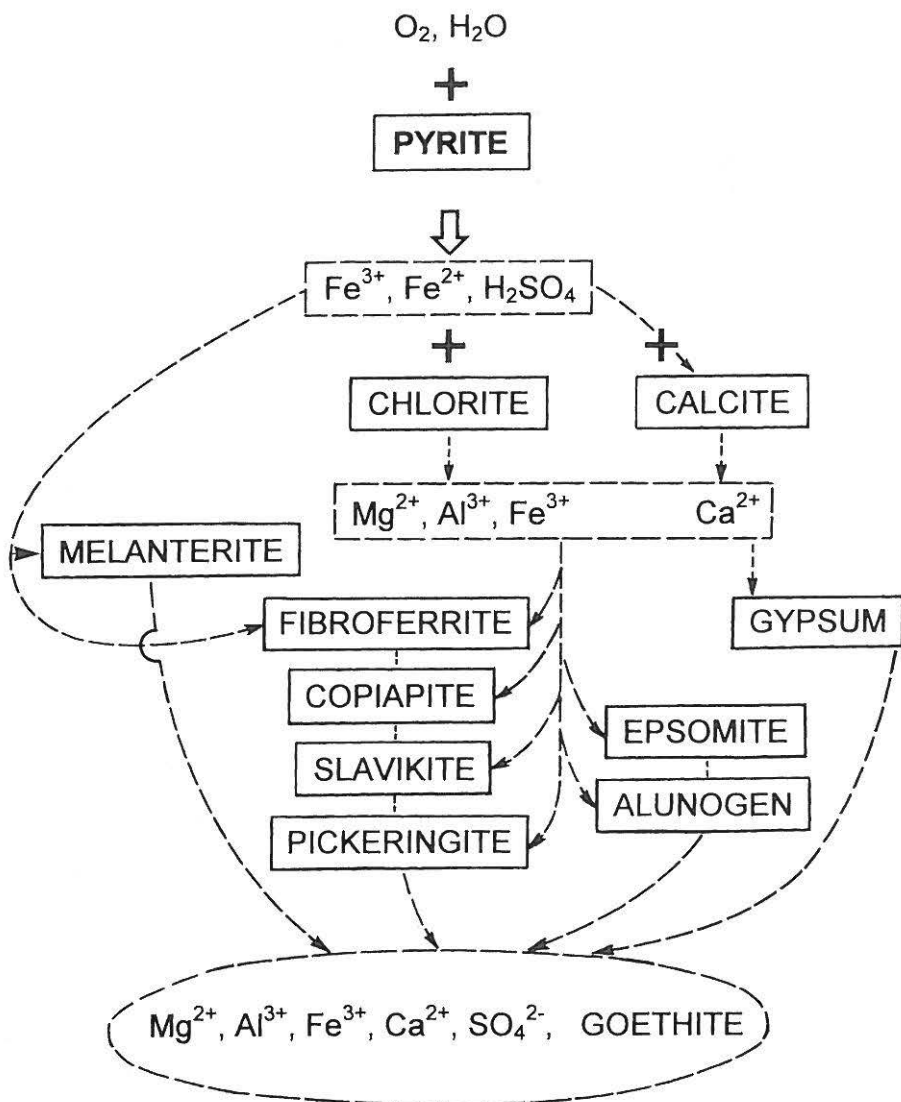 O₂, H₂O
+
PYRITE
Fe³⁺, Fe²⁺, H₂SO₄
+ +
CHLORITE CALCITE
Mg²⁺, Al³⁺, Fe³⁺ Ca²⁺
MELANTERITE
FIBROFERRITE GYPSUM
COPIAPITE
EPSOMITE
SLAVIKITE
ALUNOGEN
PICKERINGITE
Mg²⁺, Al³⁺, Fe³⁺, Ca²⁺, SO₄²⁻, GOETHITE